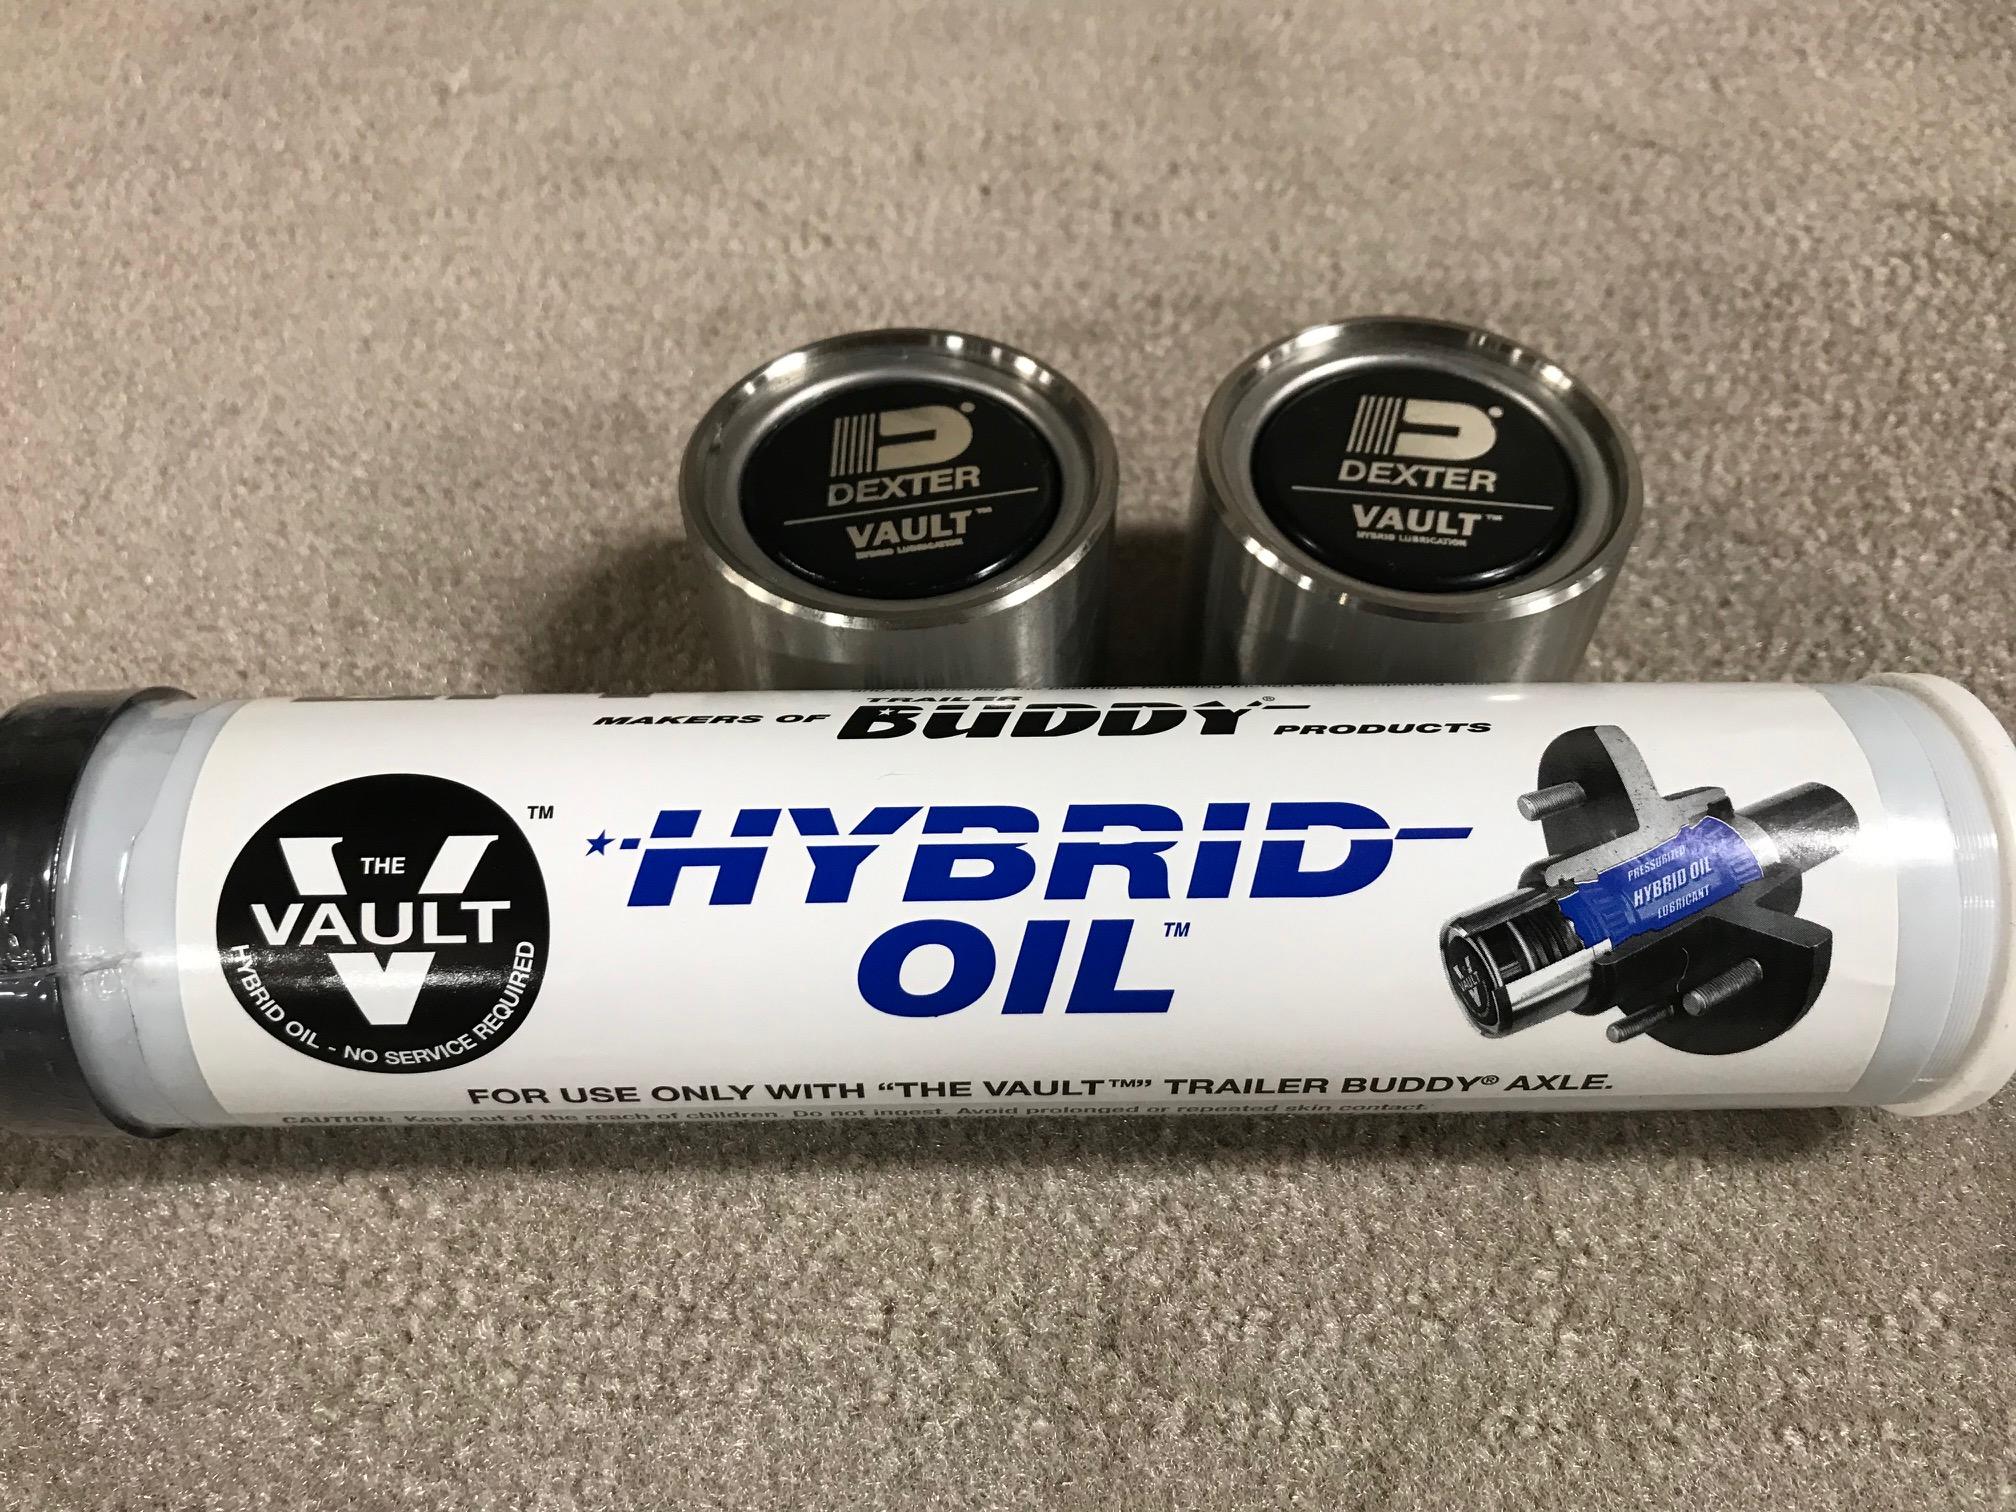 DEXTER
VAULT™
HYBRID LUBRICATION
DEXTER
VAULT™
HYBRID LUBRICATION
MAKERS OF TRAILER BUDDY® PRODUCTS
THE
VAULT
™
HYBRID OIL - NO SERVICE REQUIRED
HYBRID
OIL™
PRESSURIZED
HYBRID OIL
LUBRICANT
VAULT
FOR USE ONLY WITH “THE VAULT™” TRAILER BUDDY® AXLE.
CAUTION: Keep out of the reach of children. Do not ingest. Avoid prolonged or repeated skin contact.